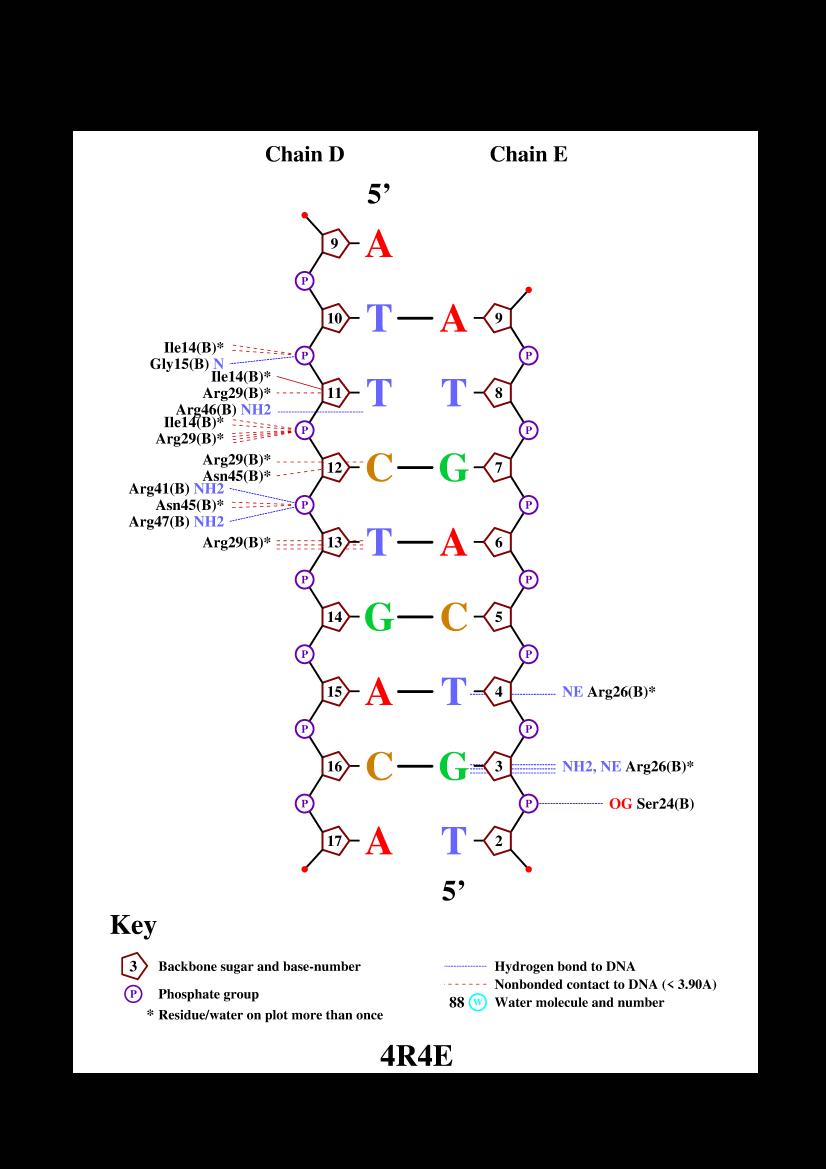 Chain D Chain E
5’
9 A
P
10 T A 9
Ile14(B)*
P P
Gly15(B) N
Ile14(B)*
11 T T 8
Arg29(B)*
Arg46(B) NH2
Ile14(B)*
P P
Arg29(B)*
Arg29(B)*
12 C G 7
Asn45(B)*
Arg41(B) NH2
Asn45(B)* P P
Arg47(B) NH2
Arg29(B)* 13 T A 6
P P
14 G C 5
P P
15 A T 4 NE Arg26(B)*
P P
16 C G 3 NH2, NE Arg26(B)*
P P OG Ser24(B)
17 A T 2
5’
Key
3 Backbone sugar and base-number
P Phosphate group
* Residue/water on plot more than once
Hydrogen bond to DNA
Nonbonded contact to DNA (< 3.90A)
88 W Water molecule and number
4R4E